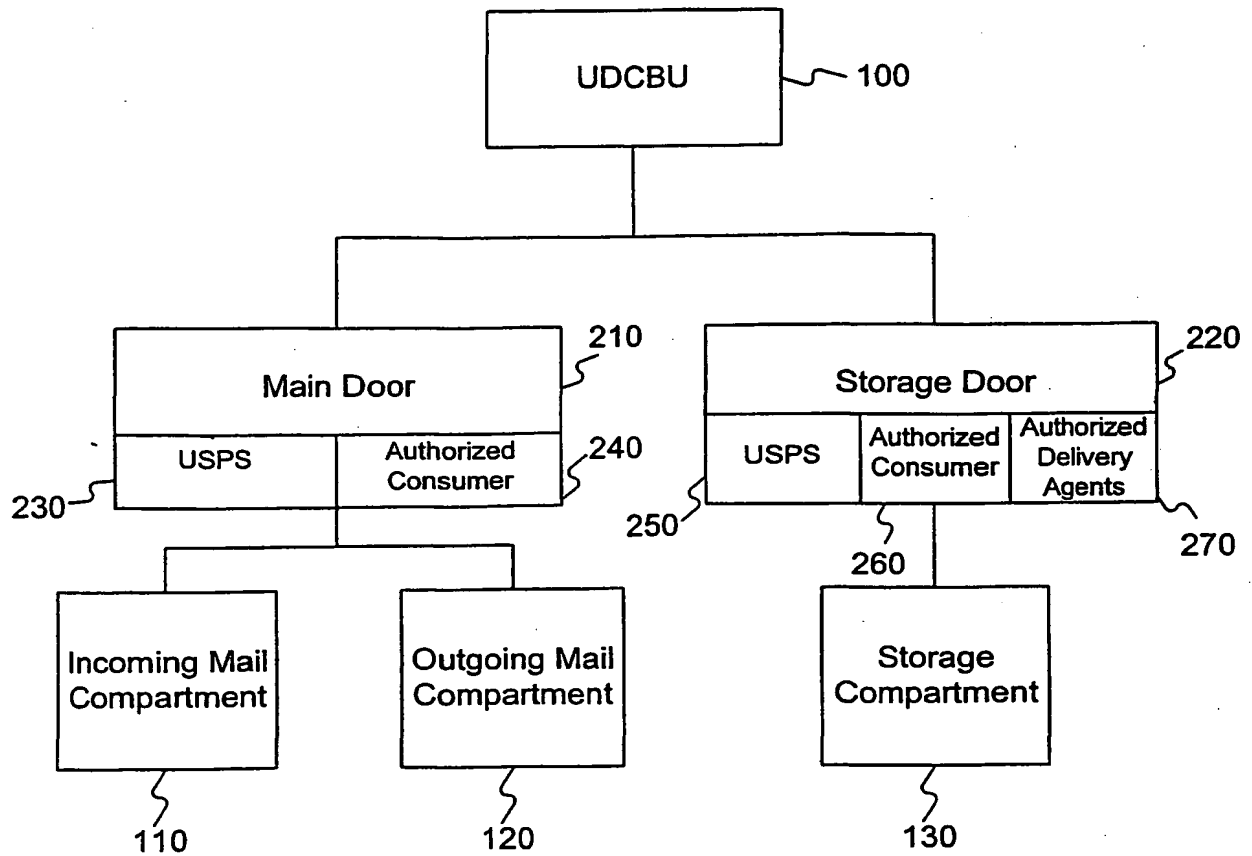 UDCBU
100
Main Door
210
Storage Door
220
USPS
230
Authorized
Consumer
240
USPS
250
Authorized
Consumer
260
Authorized
Delivery
Agents
270
Incoming Mail
Compartment
110
Outgoing Mail
Compartment
120
Storage
Compartment
130